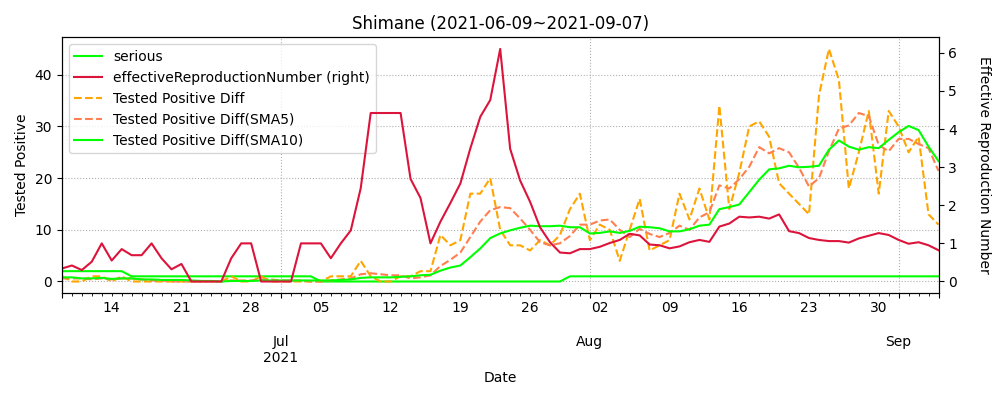 Shimane (2021-06-09~2021-09-07)
serious
effectiveReproductionNumber (right)
Tested Positive Diff
Tested Positive Diff(SMA5)
Tested Positive Diff(SMA10)
Tested Positive
40
30
20
10
0
6
5
4
3
2
1
0
Effective Reproduction Number
14 21 28 05 12 19 26 02 09 16 23 30
Jul Aug Sep
2021
Date